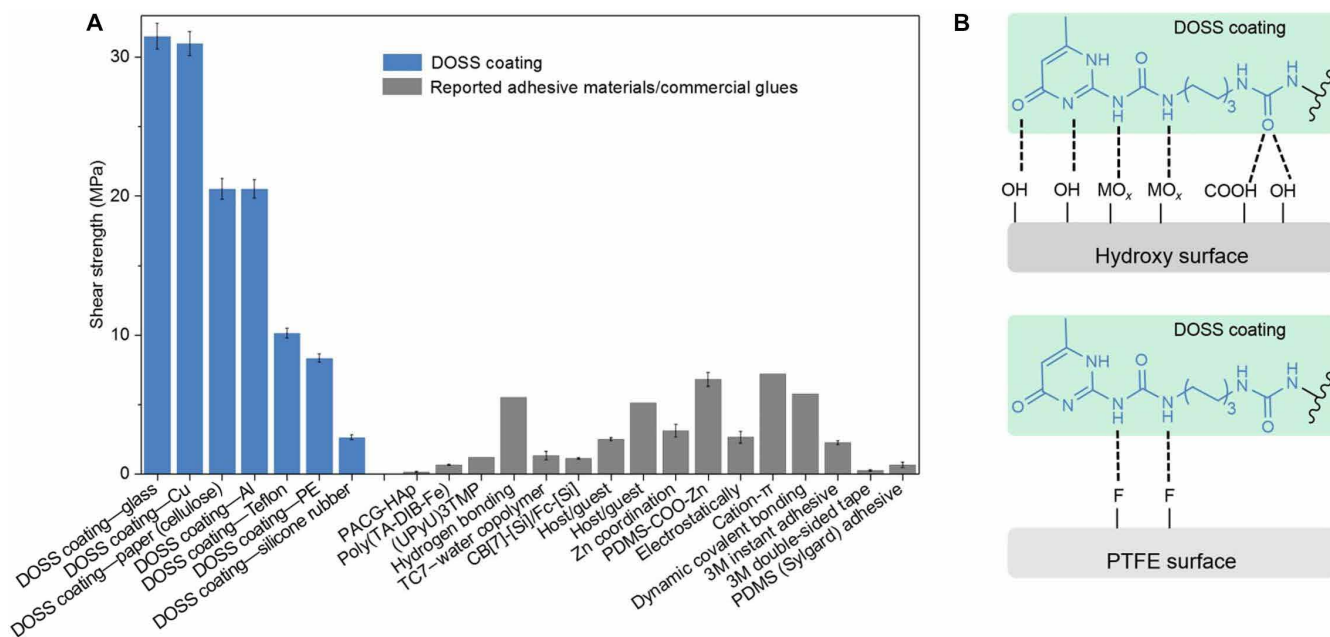 A
30
20
10
0
Shear strength (MPa)
DOSS coating
Reported adhesive materials/commercial glues
DOSS coating—glass
DOSS coating—Cu
DOSS coating—paper (cellulose)
DOSS coating—Al
DOSS coating—Teflon
DOSS coating—PE
DOSS coating—silicone rubber
PACG-HAp
Poly(TA-DIB-Fe)
(UPyU)3TMP
Hydrogen bonding
TC7–water copolymer
CB[7]-[Si]/Fc-[Si]
Host/guest
Host/guest
Zn coordination
PDMS-COO-Zn
Electrostatically
Cation-π
Dynamic covalent bonding
3M instant adhesive
3M double-sided tape
PDMS (Sylgard) adhesive
B
DOSS coating
NH O H H
N N
O N N N 3
H H O
OH OH MOx MOx COOH OH
Hydroxy surface
DOSS coating
NH O H H
N N
O N N N 3
H H O
F F
PTFE surface